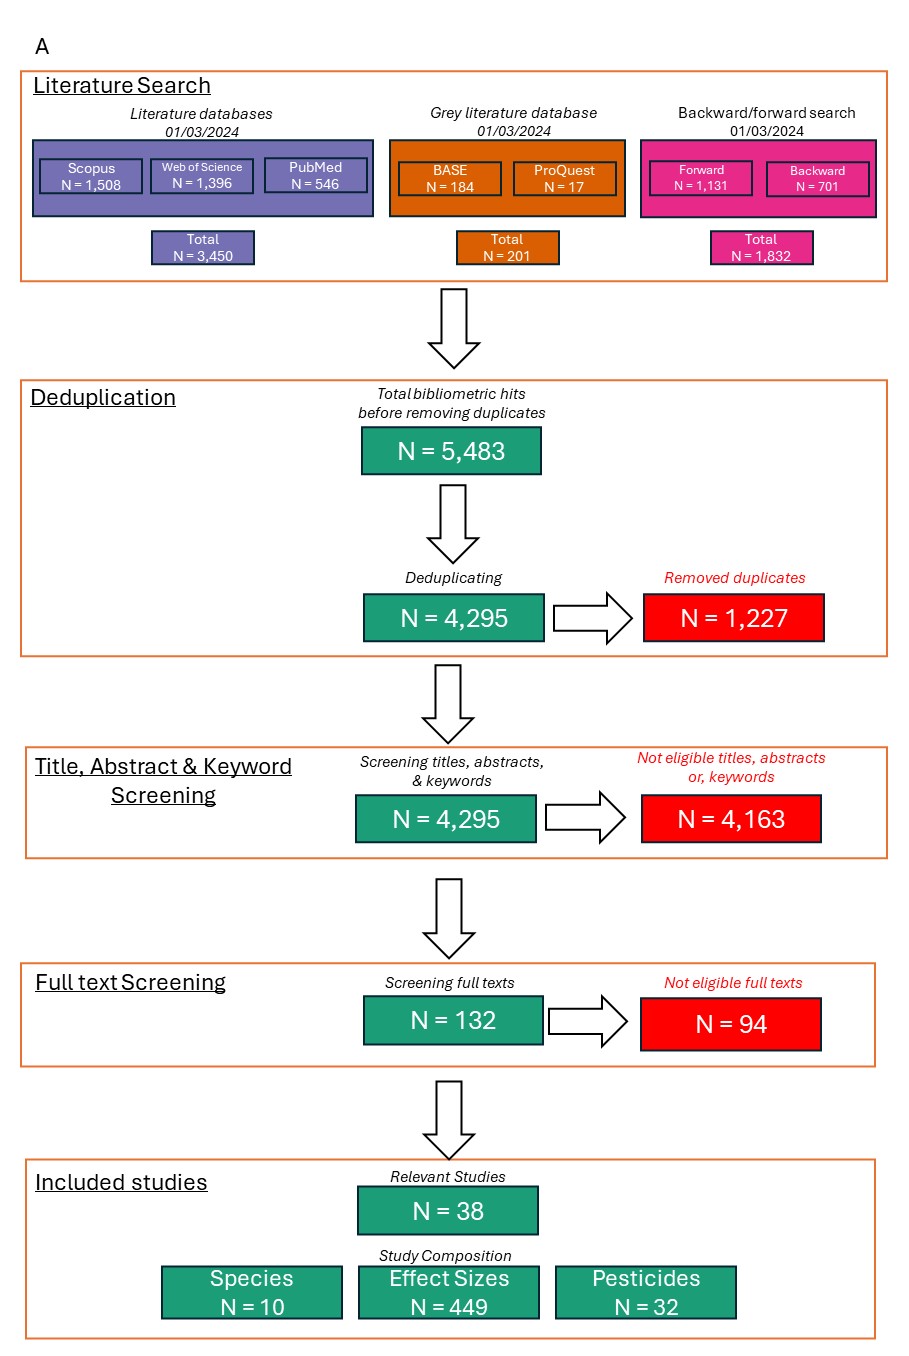 A
Literature Search
Literature databases
01/03/2024
Scopus
N = 1,508
Web of Science
N = 1,396
PubMed
N = 546
Total
N = 3,450
Grey literature database
01/03/2024
BASE
N = 184
ProQuest
N = 17
Total
N = 201
Backward/forward search
01/03/2024
Forward
N = 1,131
Backward
N = 701
Total
N = 1,832
Deduplication
Total bibliometric hits
before removing duplicates
N = 5,483
Deduplicating
N = 4,295
Removed duplicates
N = 1,227
Title, Abstract & Keyword
Screening
Screening titles, abstracts,
& keywords
N = 4,295
Not eligible titles, abstracts
or, keywords
N = 4,163
Full text Screening
Screening full texts
N = 132
Not eligible full texts
N = 94
Included studies
Relevant Studies
N = 38
Study Composition
Species
N = 10
Effect Sizes
N = 449
Pesticides
N = 32